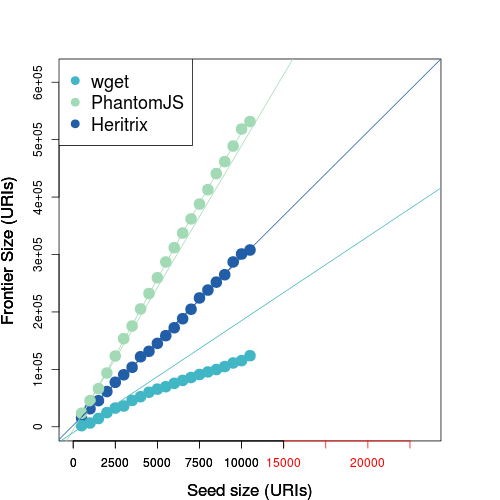 wget
PhantomJS
Heritrix
Frontier Size (URIs)
6e+05
5e+05
4e+05
3e+05
2e+05
1e+05
0
0 2500 5000 7500 10000 15000 20000
Seed size (URIs)